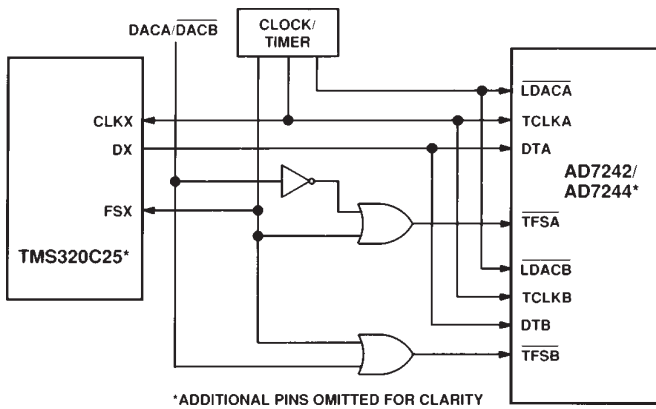 DACA/DACB
CLOCK/
TIMER
CLKX
DX
FSX
TMS320C25*
LDACA
TCLKA
DTA
AD7242/
AD7244*
TFSA
LDACB
TCLKB
DTB
TFSB
*ADDITIONAL PINS OMITTED FOR CLARITY